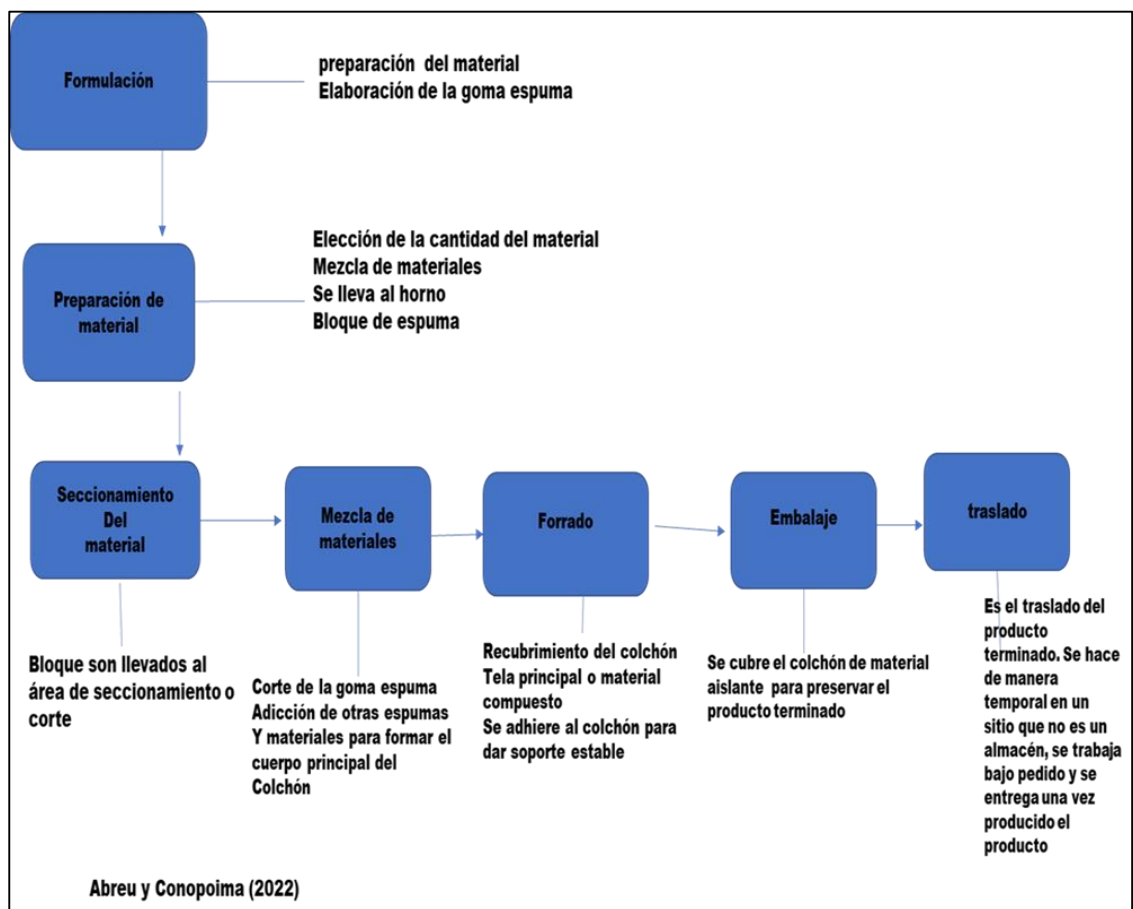 Formulación
preparación del material
Elaboración de la goma espuma
Preparación de
material
Elección de la cantidad del material
Mezcla de materiales
Se lleva al horno
Bloque de espuma
Seccionamiento
Del
material
Bloque son llevados al
área de seccionamiento o
corte
Mezcla de
materiales
Corte de la goma espuma
Adicción de otras espumas
Y materiales para formar el
cuerpo principal del
Colchón
Forrado
Recubrimiento del colchón
Tela principal o material
compuesto
Se adhiere al colchón para
dar soporte estable
Embalaje
Se cubre el colchón de material
aislante para preservar el
producto terminado
traslado
Es el traslado del
producto
terminado. Se hace
de manera
temporal en un
sitio que no es un
almacén, se trabaja
bajo pedido y se
entrega una vez
producido el
producto
Abreu y Conopoima (2022)